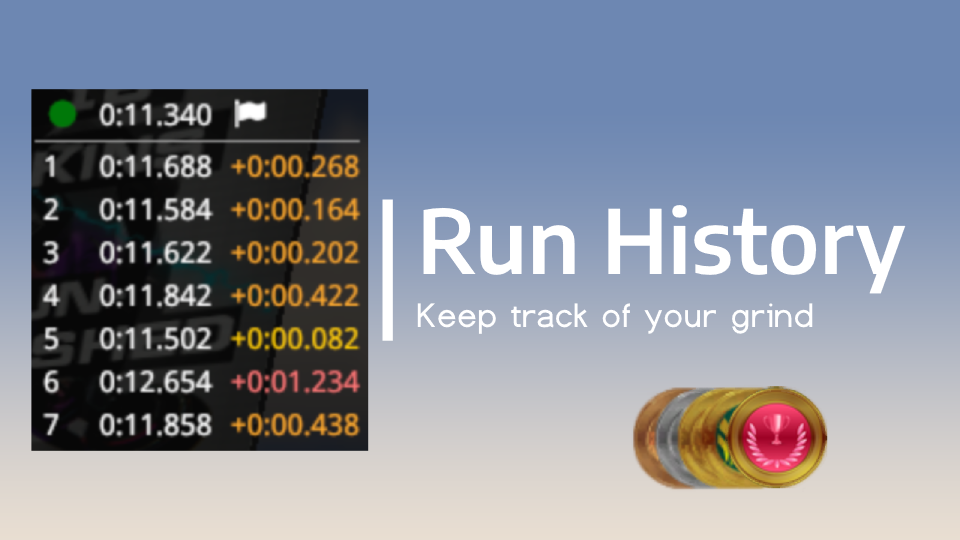 0:11.340
1 0:11.688 +0:00.268
2 0:11.584 +0:00.164
3 0:11.622 +0:00.202
4 0:11.842 +0:00.422
5 0:11.502 +0:00.082
6 0:12.654 +0:01.234
7 0:11.858 +0:00.438
Run History
Keep track of your grind